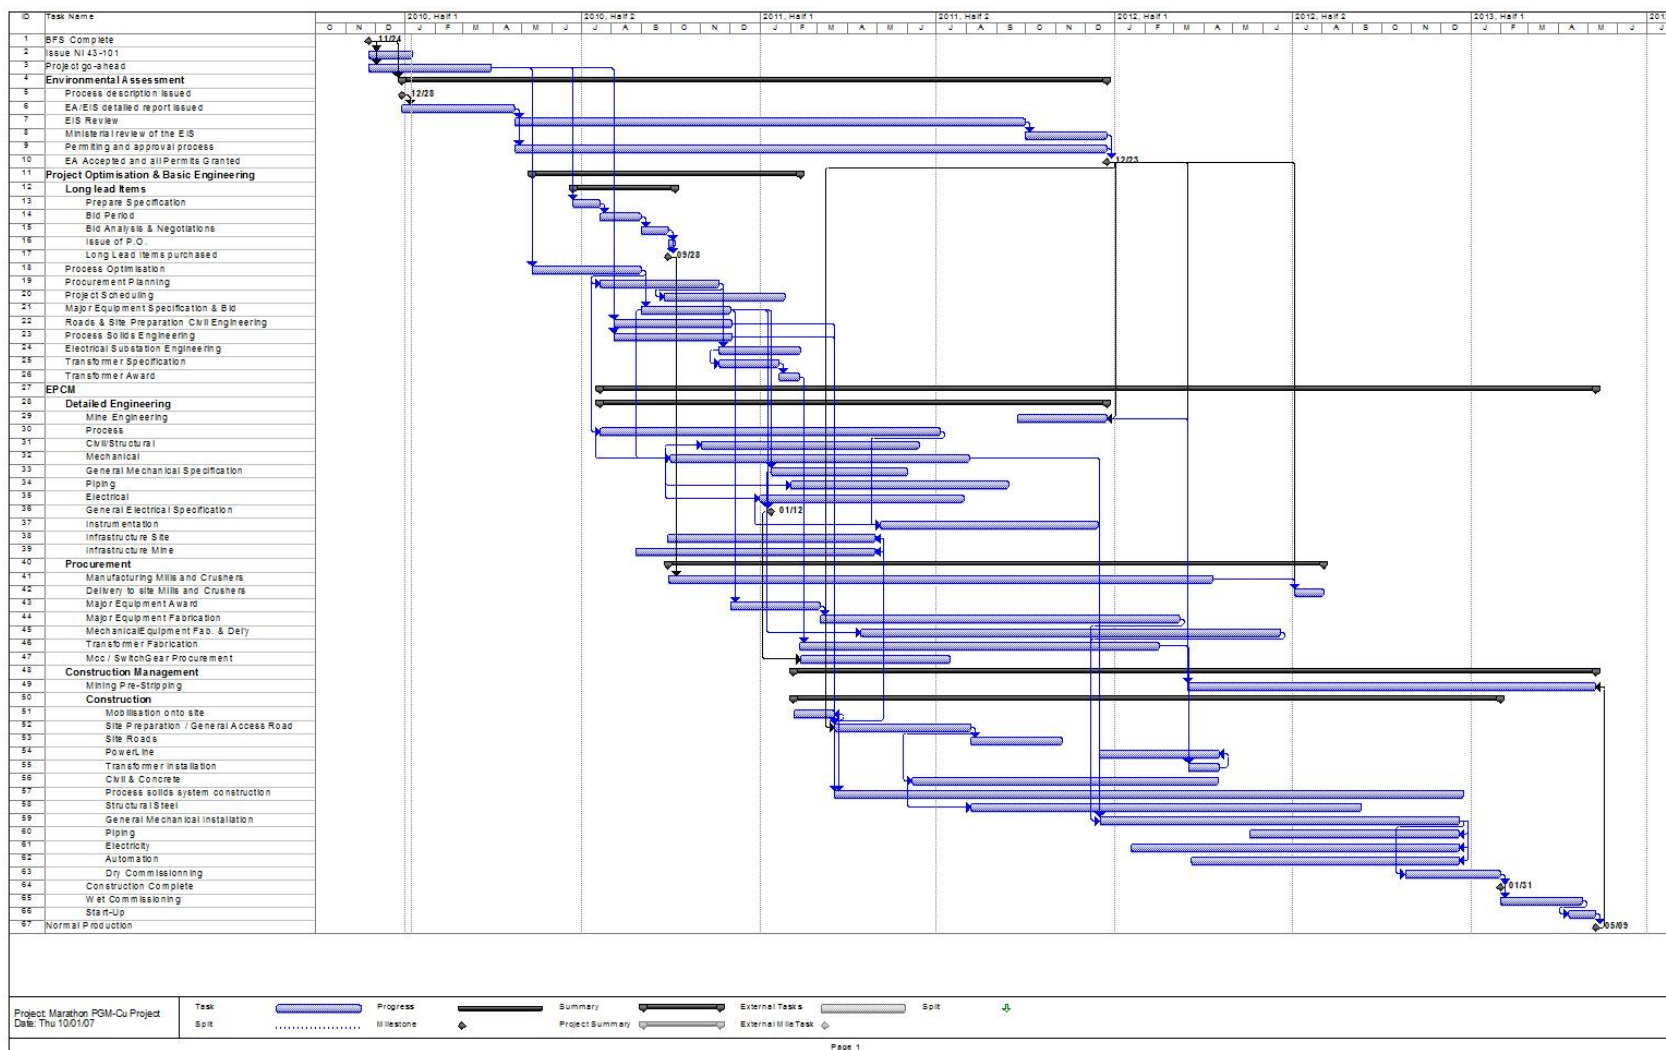 ID Task Name 2010, Half 1 2010, Half 2 2011, Half 1 2011, Half 2 2012, Half 1 2012, Half 2 2013, Half 1 2013
O N D J F M A M J J A S O N D J F M A M J J A S O N D J F M A M J J A S O N D J F M A M J J
1 BFS Complete 11/24
2 Issue NI 43-101
3 Project go-ahead
4 Environmental Assessment
5 Process description Issued 12/28
6 EA/EIS detailed report Issued
7 EIS Review
8 Ministerial review of the EIS
9 Permiting and approval process
10 EA Accepted and all Permits Granted 12/23
11 Project Optimisation & Basic Engineering
12 Long lead Items
13 Prepare Specification
14 Bid Period
15 Bid Analysis & Negotiations
16 Issue of P.O.
17 Long Lead Items purchased 09/28
18 Process Optimisation
19 Procurement Planning
20 Project Scheduling
21 Major Equipment Specification & Bid
22 Roads & Site Preparation Civil Engineering
23 Process Solids Engineering
24 Electrical Substation Engineering
25 Transformer Specification
26 Transformer Award
27 EPCM
28 Detailed Engineering
29 Mine Engineering
30 Process
31 Civil/Structural
32 Mechanical
33 General Mechanical Specification
34 Piping
35 Electrical
36 General Electrical Specification 01/12
37 Instrumentation
38 Infrastructure Site
39 Infrastructure Mine
40 Procurement
41 Manufacturing Mills and Crushers
42 Delivery to site Mills and Crushers
43 Major Equipment Award
44 Major Equipment Fabrication
45 MechanicalEquipment Fab. & Del'y
46 Transformer Fabrication
47 Mcc / SwitchGear Procurement
48 Construction Management
49 Mining Pre-Stripping
50 Construction
51 Mobilisation onto site
52 Site Preparation / General Access Road
53 Site Roads
54 PowerLine
55 Transformer Installation
56 Civil & Concrete
57 Process solids system construction
58 Structural Steel
59 General Mechanical Installation
60 Piping
61 Electricity
62 Automation
63 Dry Commissionning
64 Construction Complete 01/31
65 Wet Commissioning
66 Start-Up
67 Normal Production 05/09
Project: Marathon PGM-Cu Project
Date: Thu 10/01/07
Task Progress Summary External Tasks Split
Split Milestone Project Summary External MileTask
Page 1